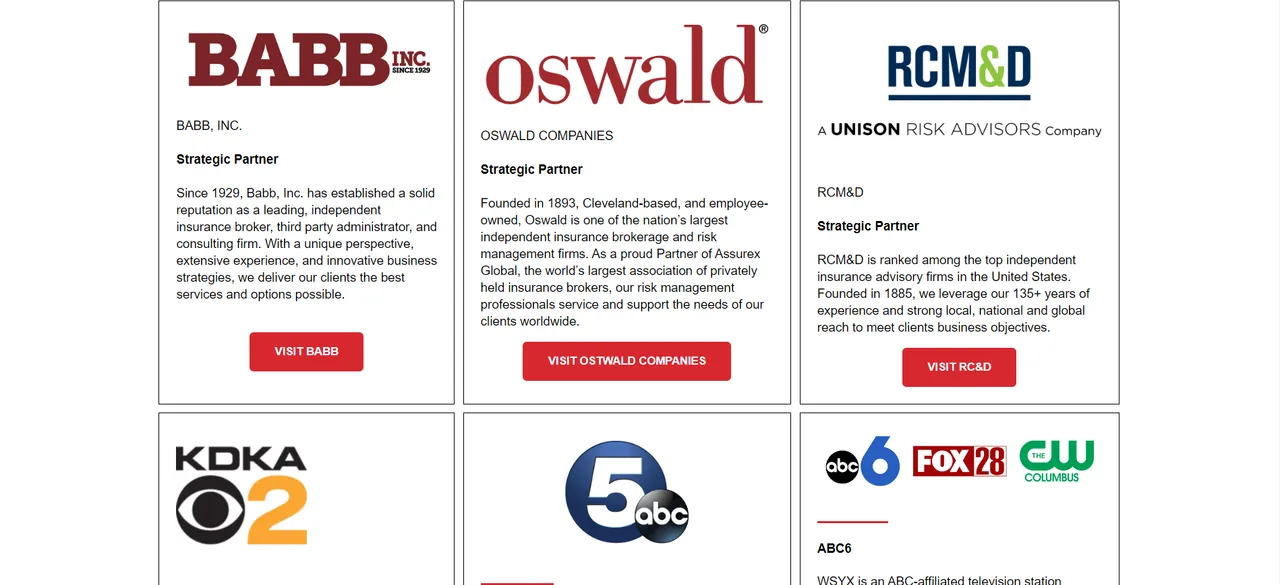 BABB INC.
SINCE 1929
BABB, INC.
Strategic Partner
Since 1929, Babb, Inc. has established a solid
reputation as a leading, independent
insurance broker, third party administrator, and
consulting firm. With a unique perspective,
extensive experience, and innovative business
strategies, we deliver our clients the best
services and options possible.
VISIT BABB
oswald®
OSWALD COMPANIES
Strategic Partner
Founded in 1893, Cleveland-based, and employee-
owned, Oswald is one of the nation’s largest
independent insurance brokerage and risk
management firms. As a proud Partner of Assurex
Global, the world’s largest association of privately
held insurance brokers, our risk management
professionals service and support the needs of our
clients worldwide.
VISIT OSTWALD COMPANIES
RCM&D
A UNISON RISK ADVISORS Company
RCM&D
Strategic Partner
RCM&D is ranked among the top independent
insurance advisory firms in the United States.
Founded in 1885, we leverage our 135+ years of
experience and strong local, national and global
reach to meet clients business objectives.
VISIT RC&D
KDKA
2
5
abc
abc 6
FOX 28
THE CW
COLUMBUS
ABC6
WSYX is an ABC-affiliated television station